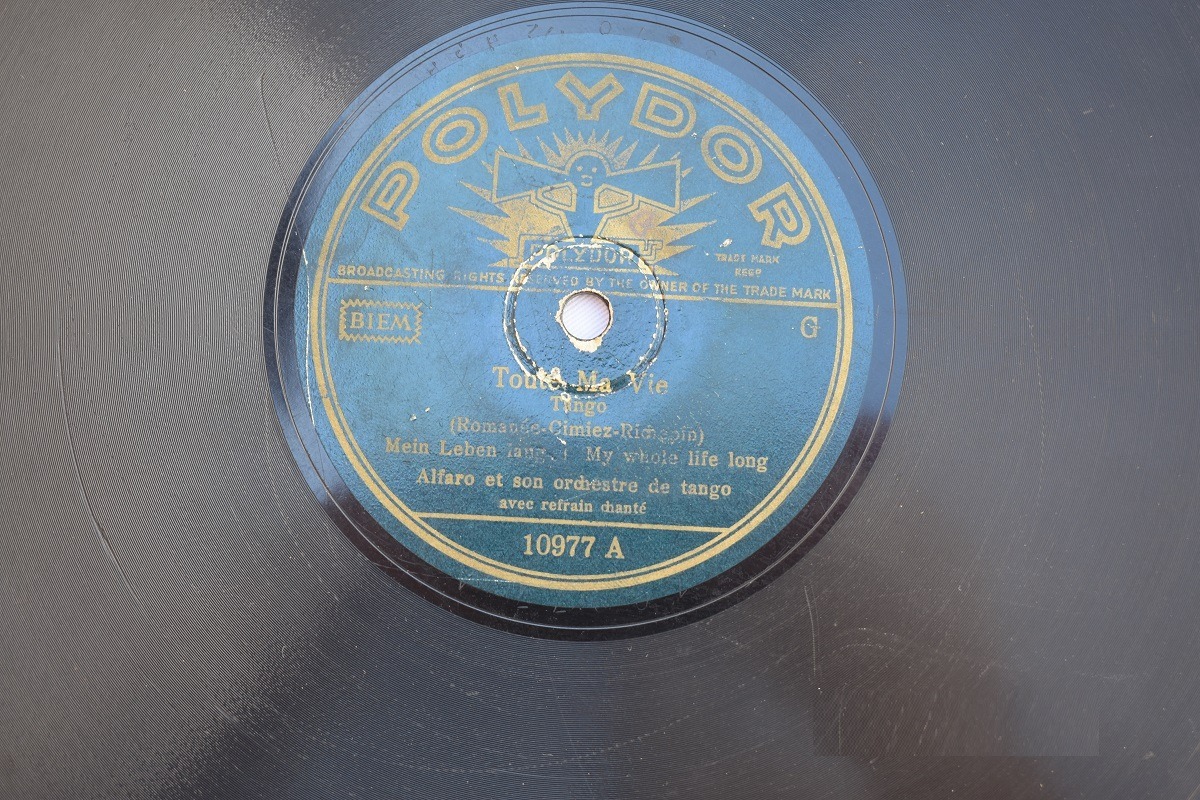 POLYDOR
POLYDOR
TRADE MARK
REGD
BROADCASTING RIGHTS RESERVED BY THE OWNER OF THE TRADE MARK
BIEM
G
Toute Ma Vie
Tango
(Romanée-Cimiez-Richepin)
Mein Leben lang. ( My whole life long
Alfaro et son orchestre de tango
avec refrain chanté
10977 A